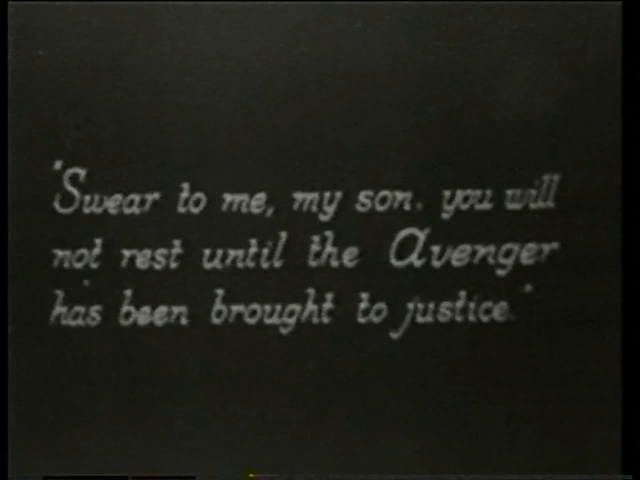 "Swear to me, my son, you will
not rest until the Avenger
has been brought to justice."